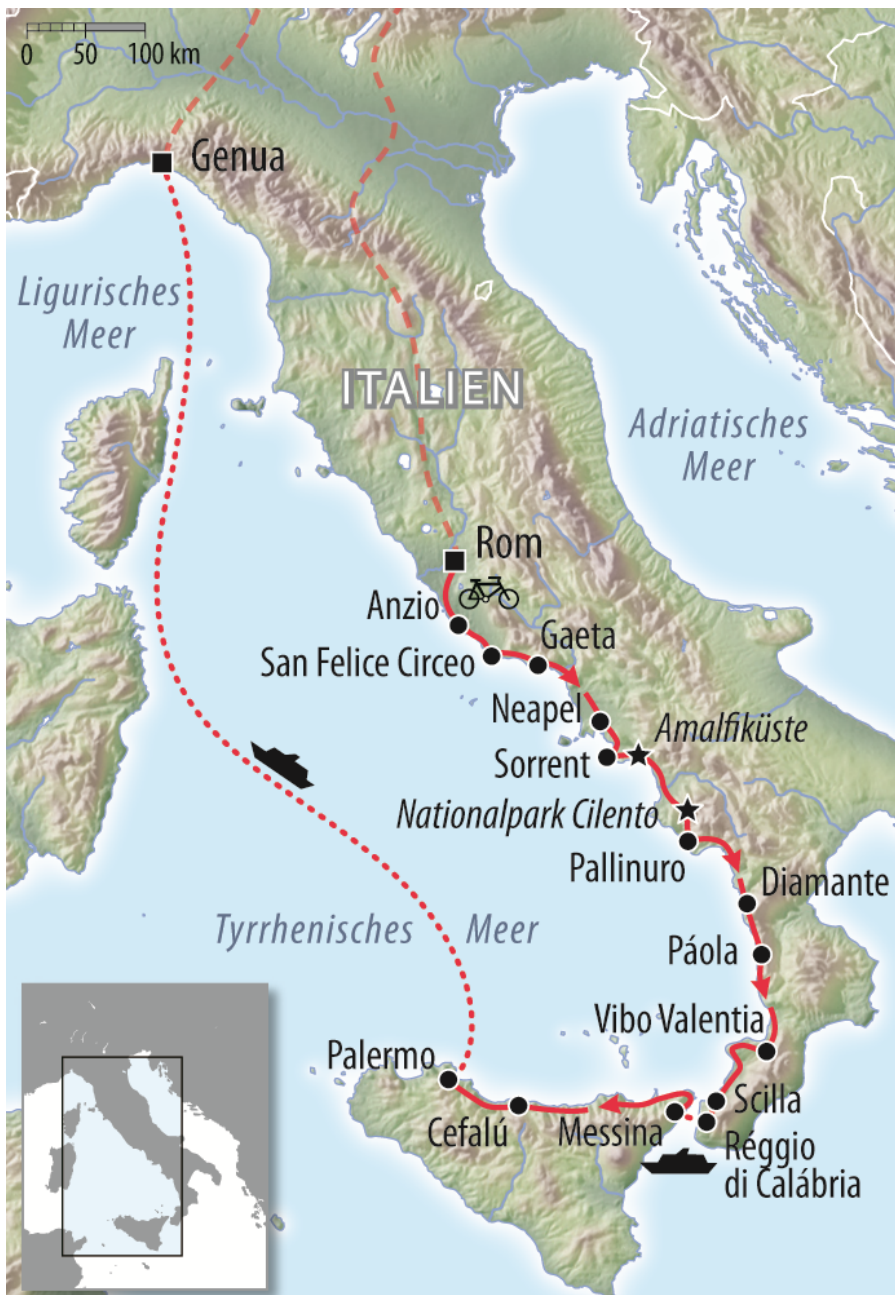 0 50 100 km
Genua
Ligurisches
Meer
ITALIEN
Adriatisches
Meer
Rom
Anzio
Gaeta
San Felice Circeo
Neapel
Amalfiküste
Sorrent
Nationalpark Cilento
Pallinuro
Diamante
Tyrrhenisches Meer
Páola
Vibo Valentia
Palermo
Scilla
Cefalú
Messina
Réggio
di Calábria